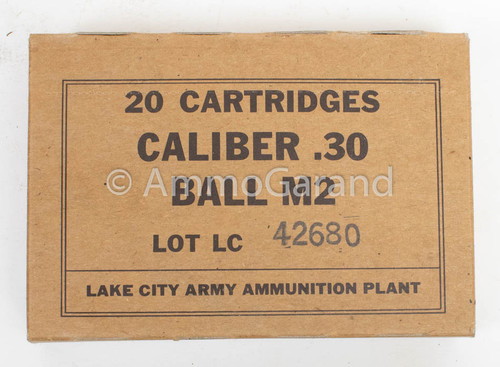 20 CARTRIDGES
CALIBER .30
© AmmoGarand
BALL M2
LOT LC 42680
LAKE CITY ARMY AMMUNITION PLANT